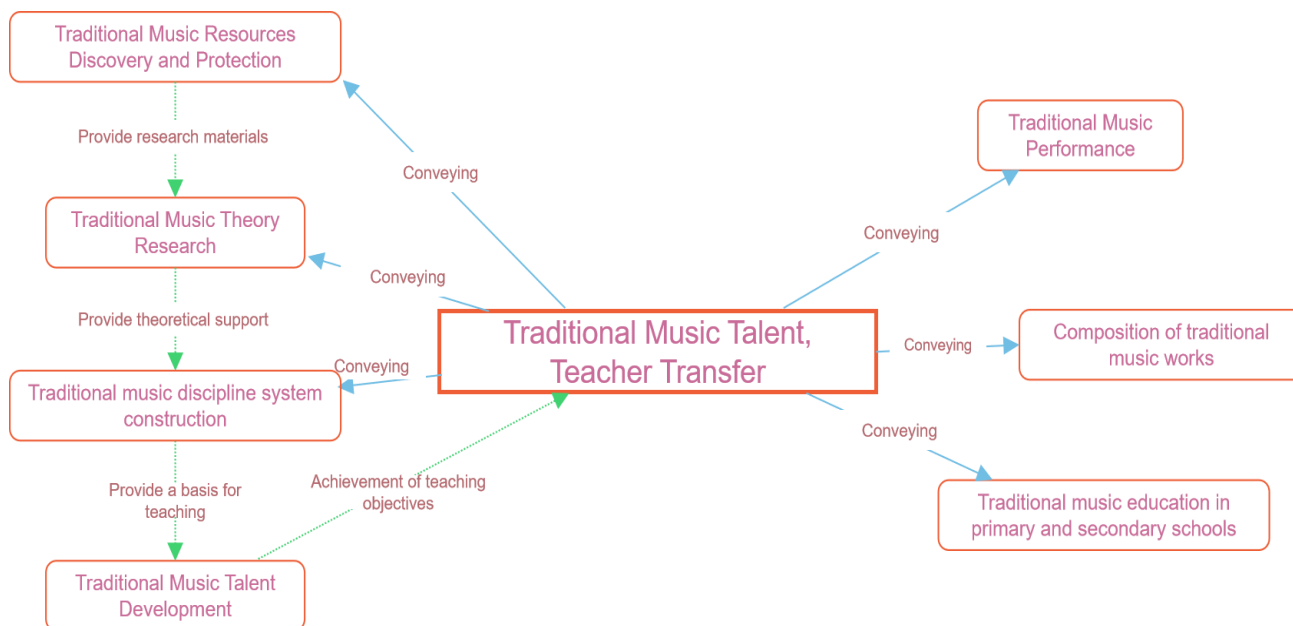 Traditional Music Resources
Discovery and Protection
Provide research materials
Traditional Music Theory
Research
Provide theoretical support
Traditional music discipline system
construction
Provide a basis for
teaching
Traditional Music Talent
Development
Achievement of teaching
objectives
Conveying
Conveying
Conveying
Traditional Music Talent,
Teacher Transfer
Conveying
Conveying
Conveying
Traditional Music
Performance
Composition of traditional
music works
Traditional music education in
primary and secondary schools